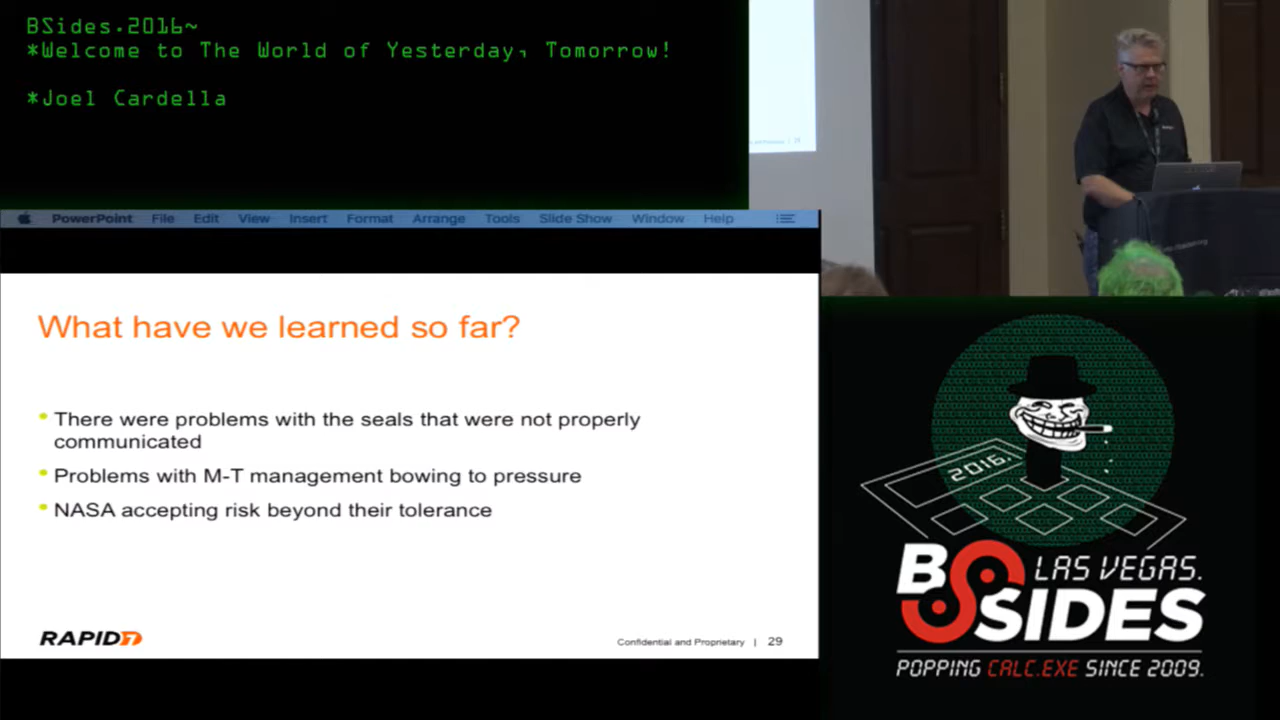 BSides.2016~
*Welcome to The World of Yesterday, Tomorrow!
*Joel Cardella
PowerPoint File Edit View Insert Format Arrange Tools Slide Show Window Help
What have we learned so far?
• There were problems with the seals that were not properly
communicated
• Problems with M-T management bowing to pressure
• NASA accepting risk beyond their tolerance
RAPID7
Confidential and Proprietary | 29
2016.
BSIDES
LAS VEGAS.
POPPING CALC.EXE SINCE 2009.